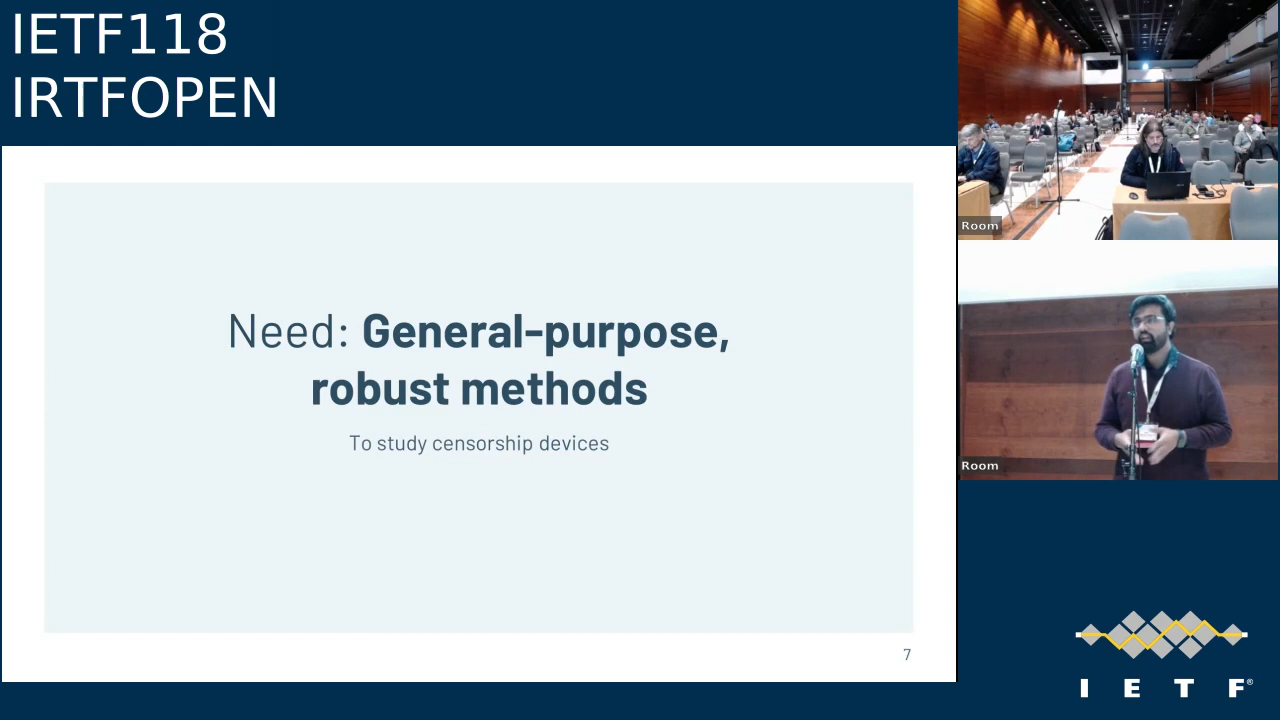 IETF118
IRTFOPEN
Need: General-purpose,
robust methods
To study censorship devices
7
Room
Room
I E T F®